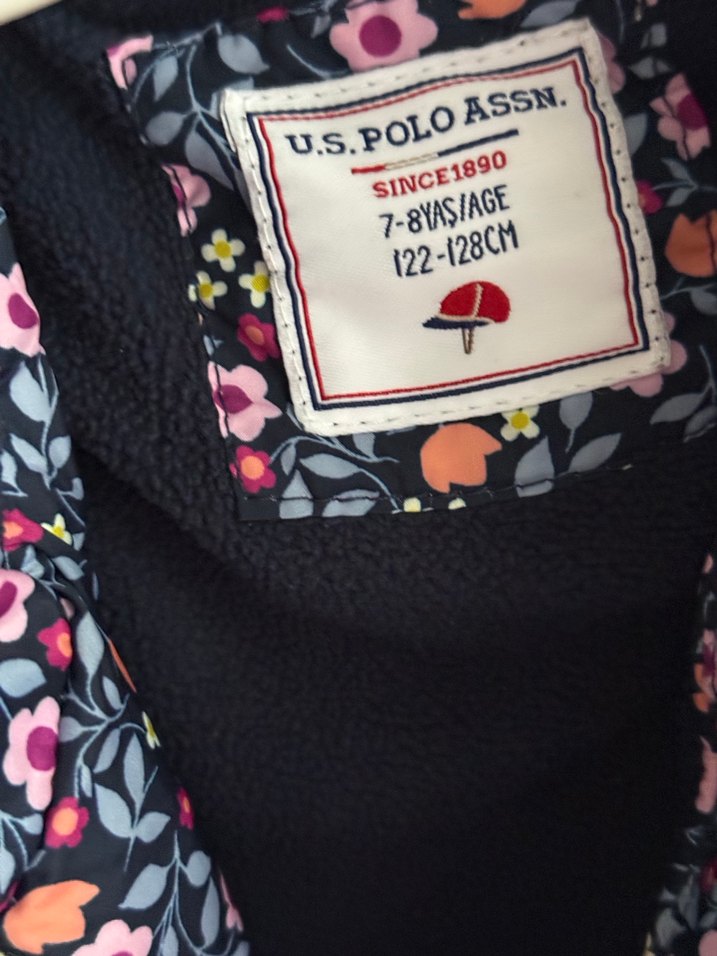 U.S. POLO ASSN.
SINCE1890
7-8YAŞ/AGE
122-128CM